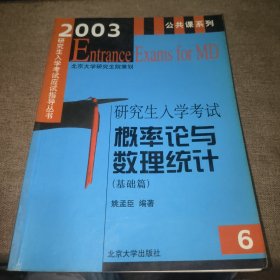 2003
公共课系列
Entrance Exams for MD
北京大学研究生院策划
研究生入学考试应试指导丛书
研究生入学考试
概率论与
数理统计
(基础篇)
姚孟臣 编著
北京大学出版社
6